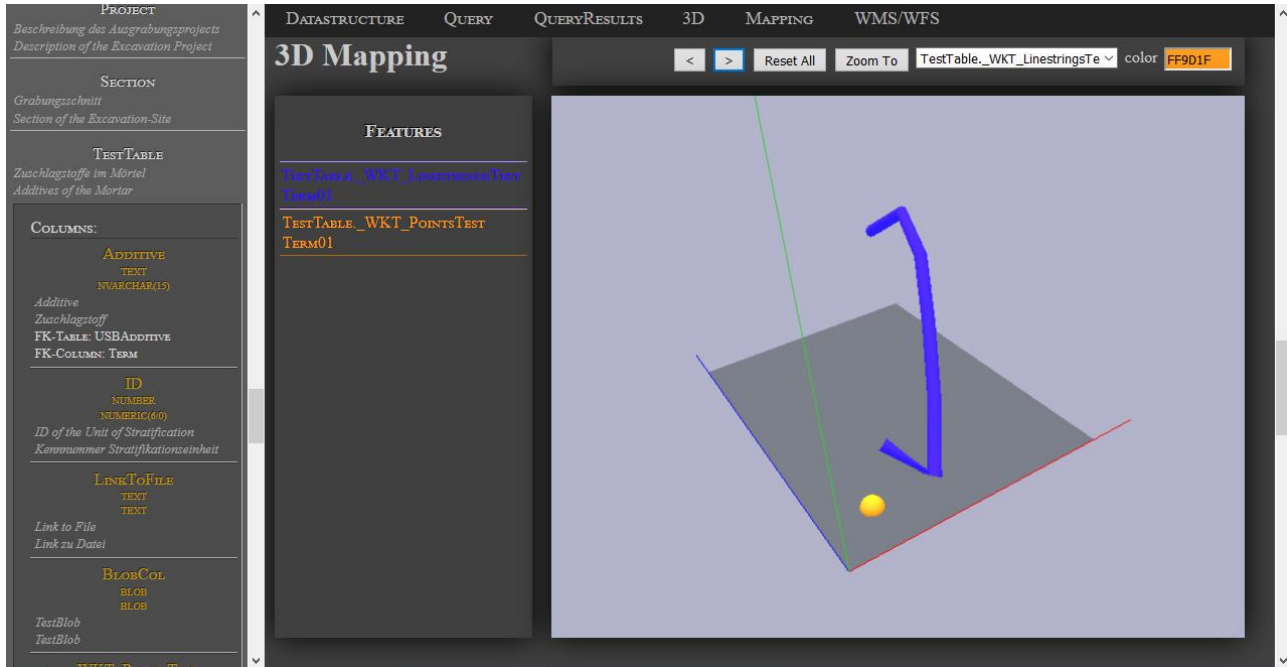 PROJECT
Beschreibung des Ausgrabungsprojects
Description of the Excavation Project
SECTION
Grabungsschnitt
Section of the Excavation-Site
TESTTABLE
Zuschlagstoffe im Mörtel
Additives of the Mortar
COLUMNS:
ADDITIVE
TEXT
NVARCHAR(15)
Additive
Zuschlagstoff
FK-TABLE: USBADDITIVE
FK-COLUMN: TERM
ID
NUMBER
NUMERIC(6/0)
ID of the Unit of Stratification
Kennnummer Stratifikationseinheit
LINKTOFILE
TEXT
TEXT
Link to File
Link zu Datei
BLOBCOL
BLOB
BLOB
TestBlob
TestBlob
DATASTRUCTURE QUERY QUERYRESULTS 3D MAPPING WMS/WFS
3D Mapping
< > Reset All Zoom To TestTable._WKT_LinestringsTe color FF9D1F
FEATURES
TESTTABLE._WKT_LINESTRINGSTEST
TERM01
TESTTABLE._WKT_POINTSTEST
TERM01